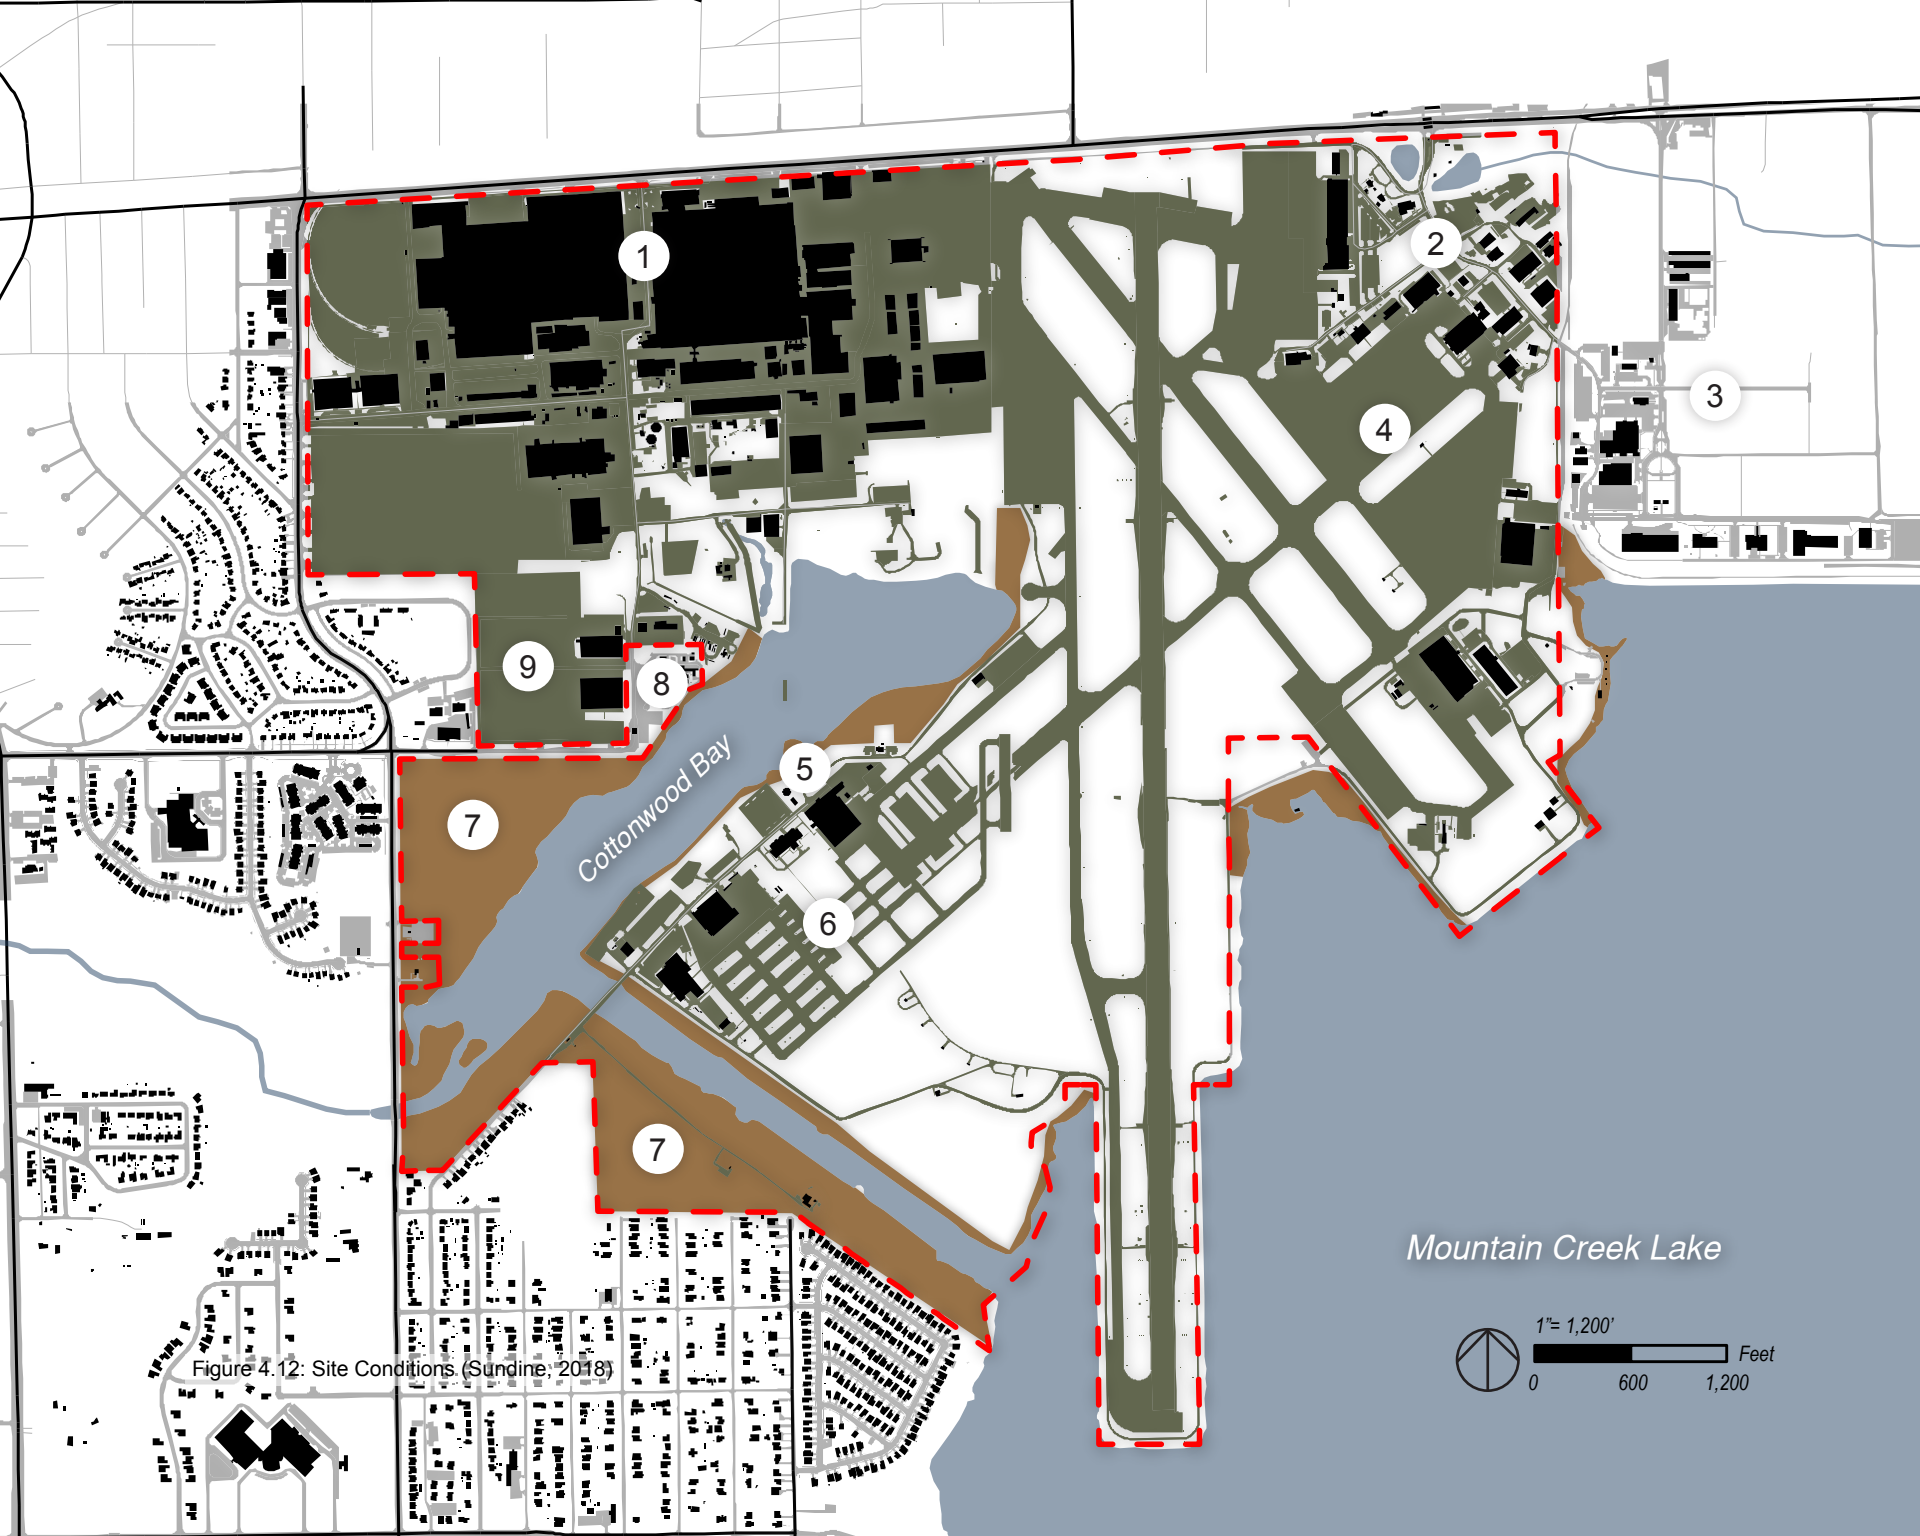 1
2
3
4
9
8
5
7
Cottonwood Bay
6
7
Mountain Creek Lake
1"= 1,200'
Feet
0 600 1,200
Figure 4.12: Site Conditions (Sundine, 2018)